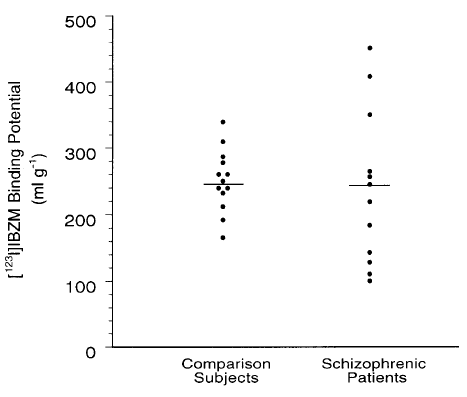 500
400
300
200
100
0
[¹²³I]IBZM Binding Potential
(ml g⁻¹)
Comparison
Subjects
Schizophrenic
Patients